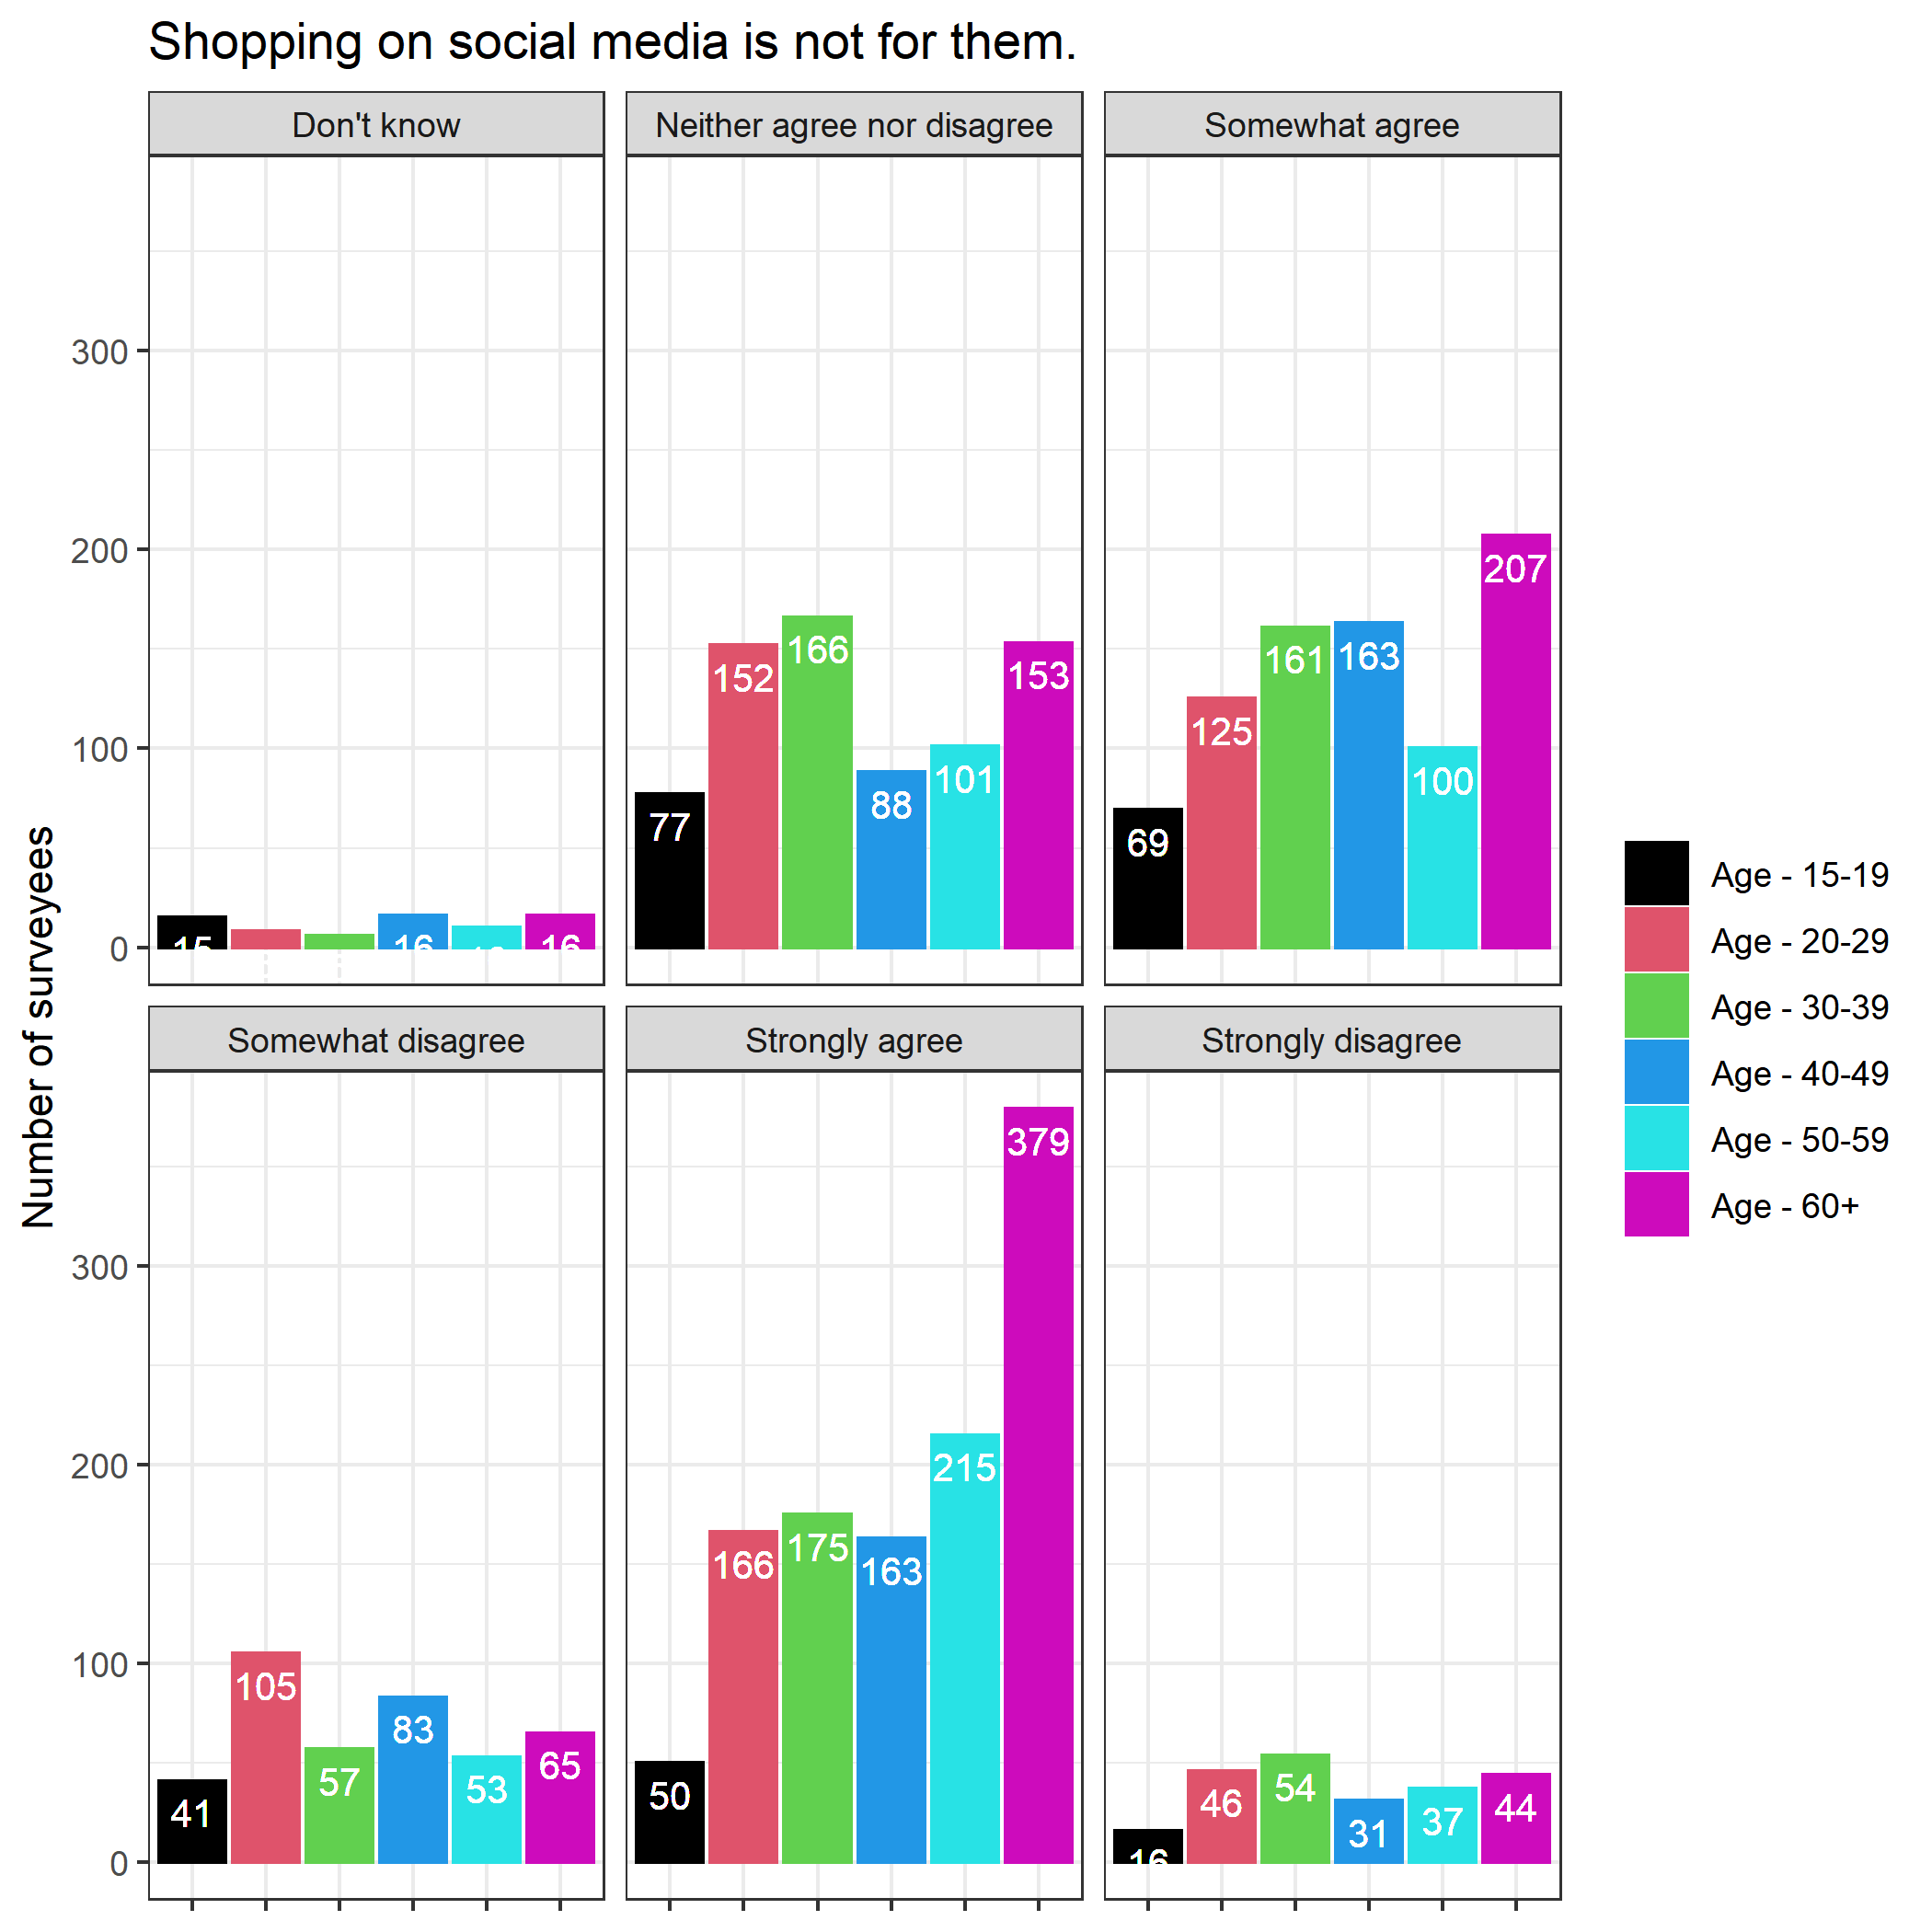 Shopping on social media is not for them.
Don't know
Neither agree nor disagree
Somewhat agree
300
200
100
0
15
16
16
77
152
166
88
101
153
69
125
161
163
100
207
Number of surveyees
Somewhat disagree
Strongly agree
Strongly disagree
300
200
100
0
41
105
57
83
53
65
50
166
175
163
215
379
16
46
54
31
37
44
Age - 15-19
Age - 20-29
Age - 30-39
Age - 40-49
Age - 50-59
Age - 60+